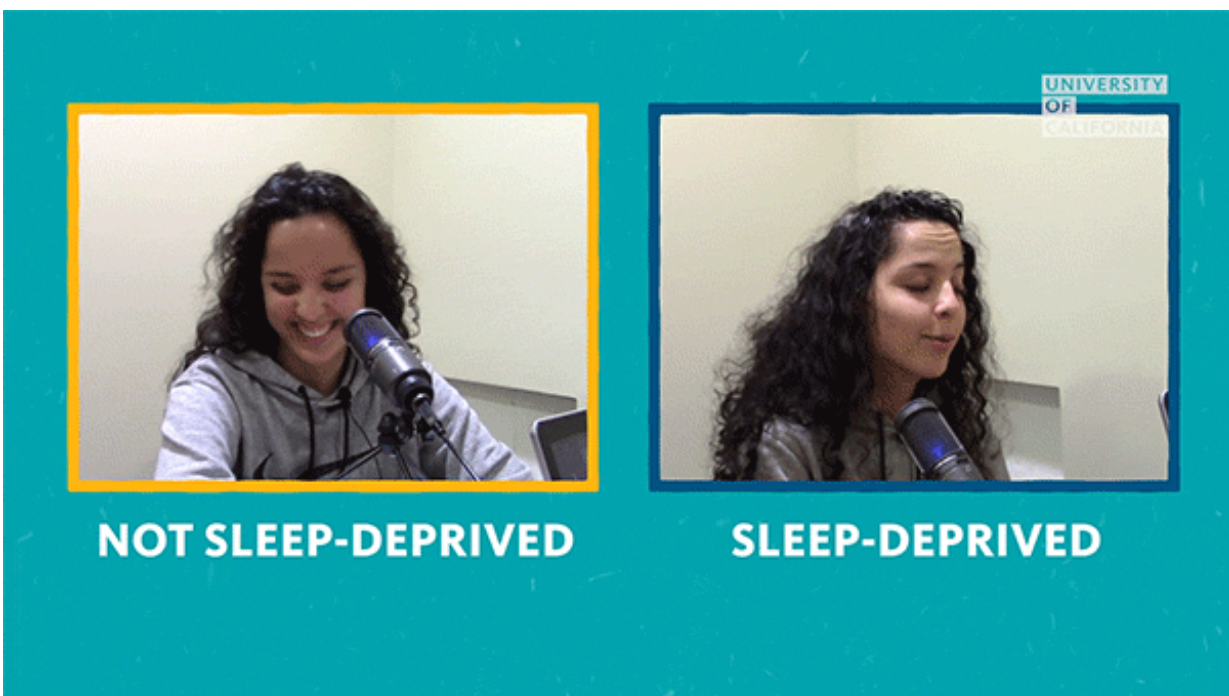 UNIVERSITY
OF
CALIFORNIA
NOT SLEEP-DEPRIVED
SLEEP-DEPRIVED